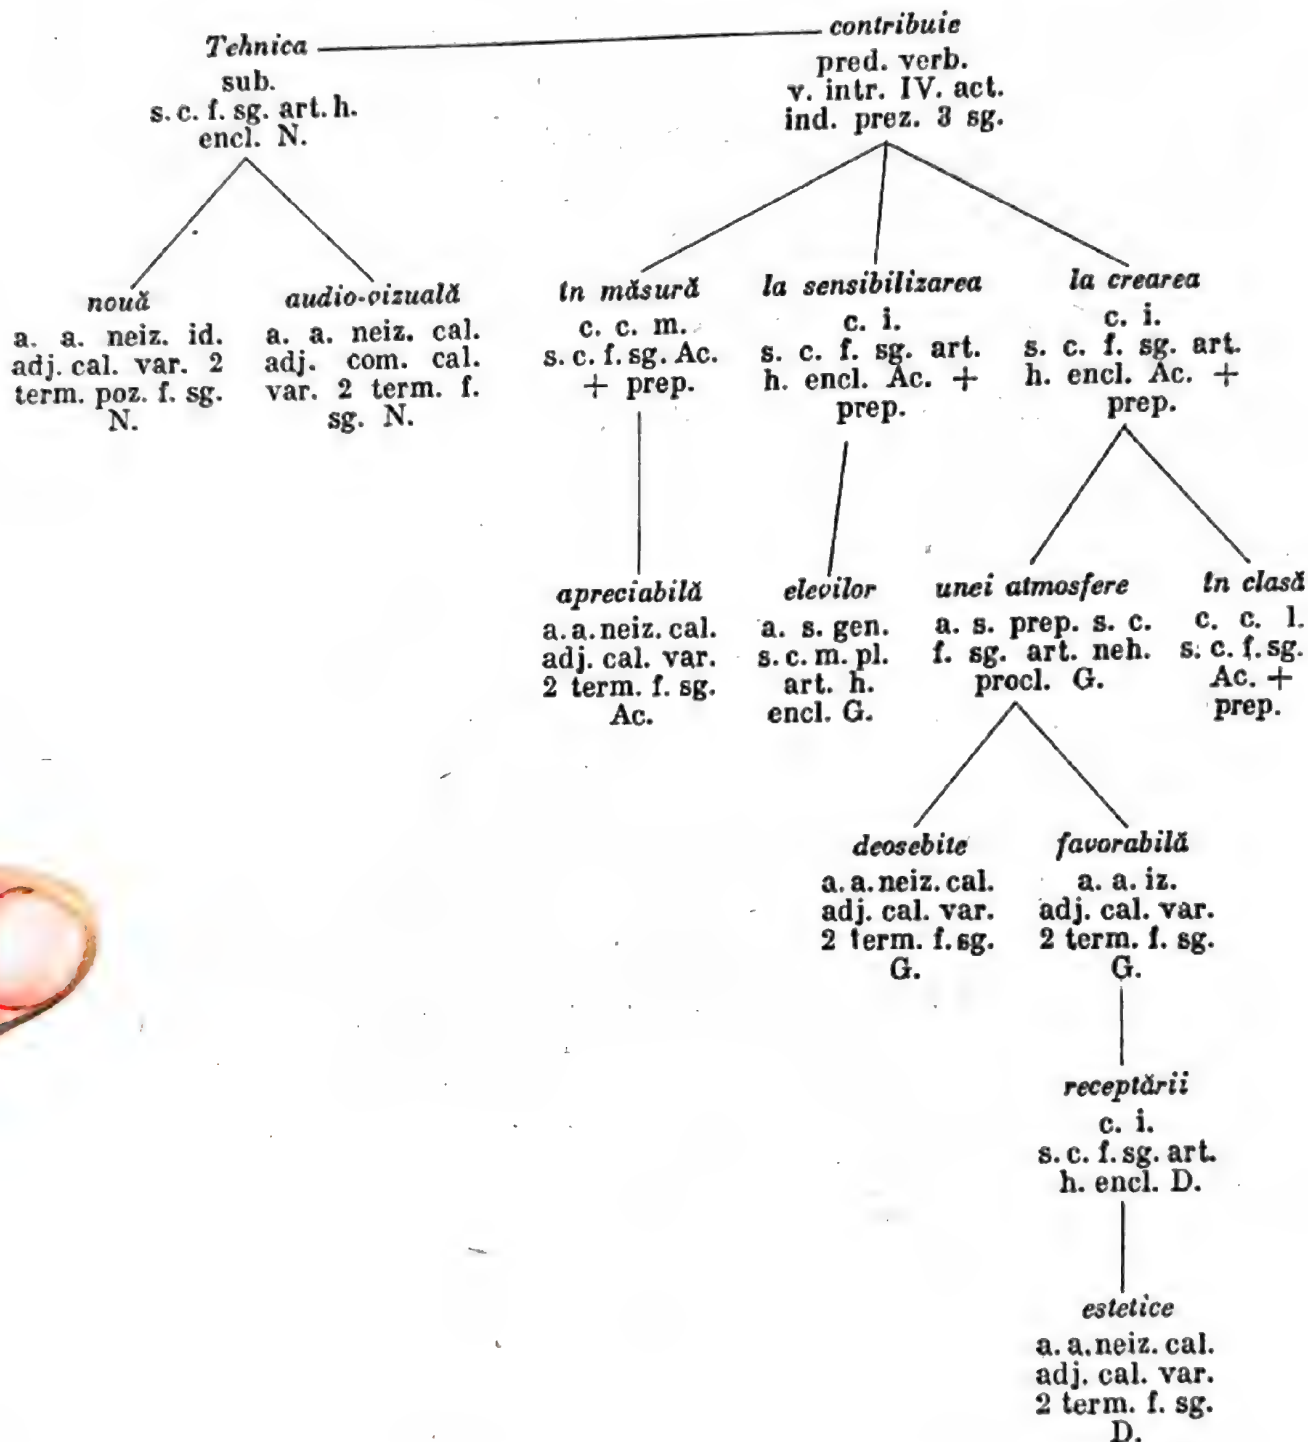 Tehnica
sub.
s. c. f. sg. art. h.
encl. N.
contribuie
pred. verb.
v. intr. IV. act.
ind. prez. 3 sg.
nouă
a. a. neiz. id.
adj. cal. var. 2
term. poz. f. sg.
N.
audio-vizuală
a. a. neiz. cal.
adj. com. cal.
var. 2 term. f.
sg. N.
în măsură
c. c. m.
s. c. f. sg. Ac.
+ prep.
la sensibilizarea
c. i.
s. c. f. sg. art.
h. encl. Ac. +
prep.
la crearea
c. i.
s. c. f. sg. art.
h. encl. Ac. +
prep.
apreciabilă
a. a. neiz. cal.
adj. cal. var.
2 term. f. sg.
Ac.
elevilor
a. s. gen.
s. c. m. pl.
art. h.
encl. G.
unei atmosfere
a. s. prep. s. c.
f. sg. art. neh.
procl. G.
în clasă
c. c. l.
s. c. f. sg.
Ac. +
prep.
deosebite
a. a. neiz. cal.
adj. cal. var.
2 term. f. sg.
G.
favorabilă
a. a. iz.
adj. cal. var.
2 term. f. sg.
G.
receptării
c. i.
s. c. f. sg. art.
h. encl. D.
estetice
a. a. neiz. cal.
adj. cal. var.
2 term. f. sg.
D.